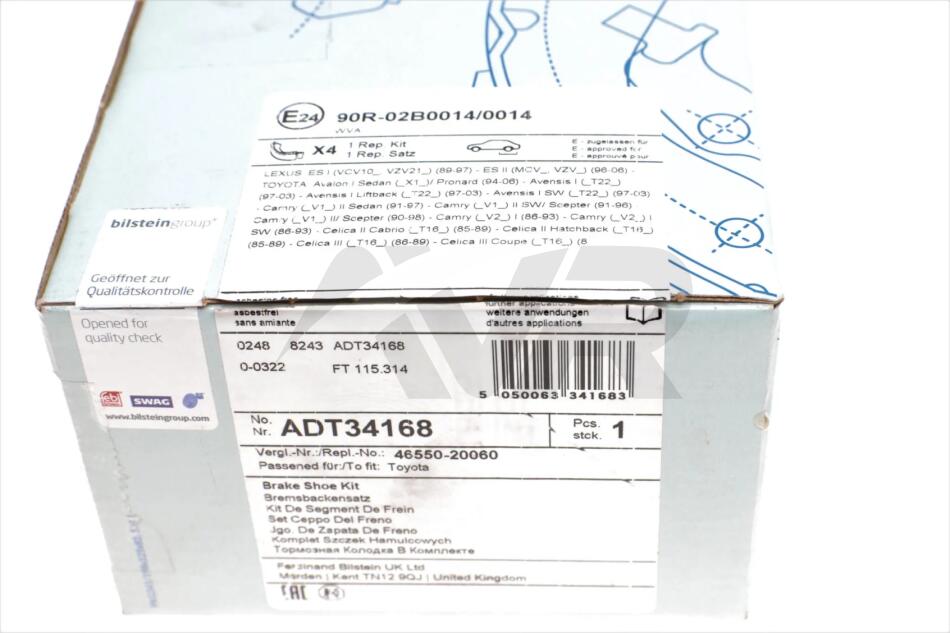 E24 90R-02B0014/0014
WVA
X4 1 Rep. Kit
1 Rep. Satz
E - zugelassen für
E - approved for
E - approuvé pour
LEXUS ES I (VCV10_, VZV21_) (89-97) - ES II (MCV_, VZV_) (96-06) -
TOYOTA Avalon I Sedan (_X1_)/ Pronard (94-06) - Avensis I (_T22_)
(97-03) - Avensis I Liftback (_T22_) (97-03) - Avensis I SW (_T22_) (97-03)
- Camry (_V1_) II Sedan (91-97) - Camry (_V1_) II SW/ Scepter (91-96)
Camry (_V1_) III/ Scepter (90-98) - Camry (_V2_) I (86-93) - Camry (_V2_) I
SW (86-93) - Celica II Cabrio (_T16_) (85-89) - Celica II Hatchback (_T16_)
(85-89) - Celica III (_T16_) (86-89) - Celica III Coupe (_T16_) (8
bilsteingroup
Geöffnet zur
Qualitätskontrolle
Opened for
quality check
febi SWAG
www.bilsteingroup.com
asbestfrei
sans amiante
further applications
weitere anwendungen
d'autres applications
0248 8243 ADT34168
0-0322 FT 115.314
5 050063 341683
No.
Nr. ADT34168
Pcs.
stck. 1
Vergl.-Nr.:/Repl.-No.: 46550-20060
Passened für:/To fit: Toyota
Brake Shoe Kit
Bremsbackensatz
Kit De Segment De Frein
Set Ceppo Del Freno
Jgo. De Zapata De Freno
Komplet Szczek Hamulcowych
Тормозная Колодка В Комплекте
Ferdinand Bilstein UK Ltd
Marden | Kent TN12 9QJ | United Kingdom
EAC